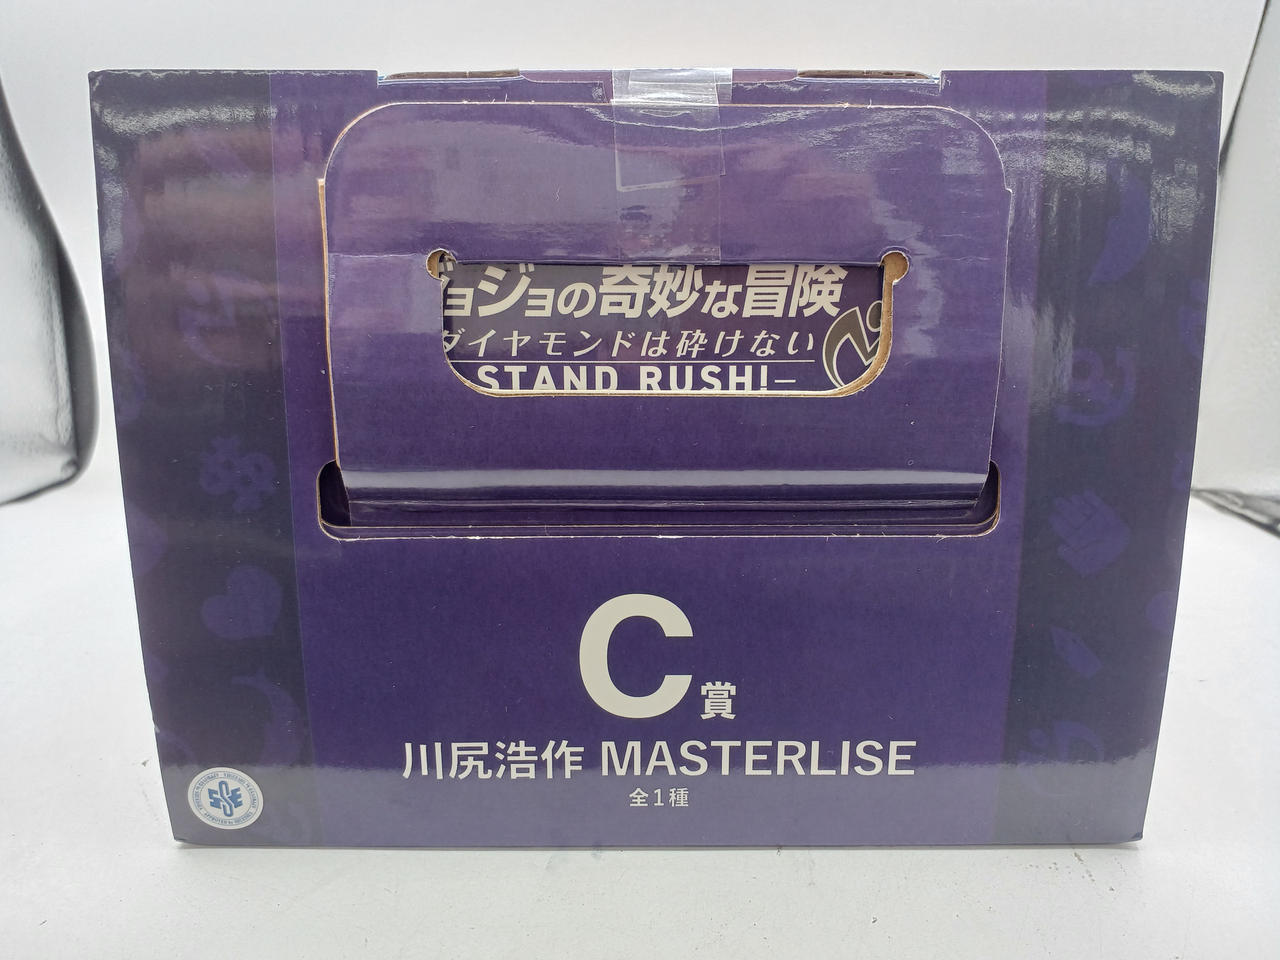 ジョジョの奇妙な冒険
ダイヤモンドは砕けない
STAND RUSH!–
C賞
川尻浩作 MASTERLISE
全1種